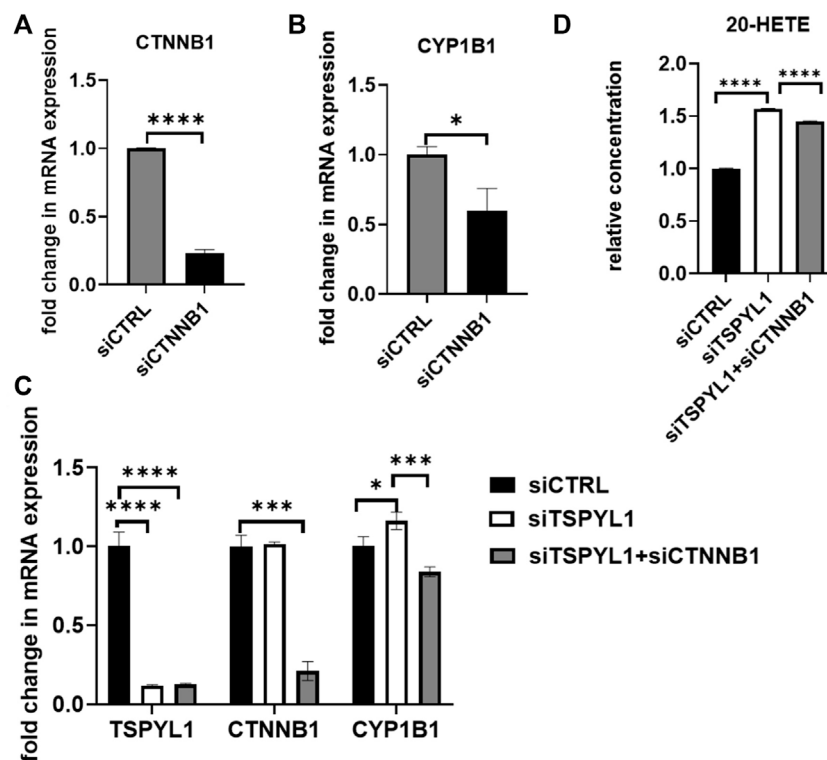 A
CTNNB1
fold change in mRNA expression
1.5
1.0
0.5
0.0
****
siCTRL
siCTNNB1
B
CYP1B1
fold change in mRNA expression
1.5
1.0
0.5
0.0
*
siCTRL
siCTNNB1
D
20-HETE
relative concentration
2.0
1.5
1.0
0.5
0.0
**** ****
siCTRL
siTSPYL1
siTSPYL1+siCTNNB1
C
fold change in mRNA expression
1.5
1.0
0.5
0.0
****
****
***
*
***
TSPYL1 CTNNB1 CYP1B1
siCTRL
siTSPYL1
siTSPYL1+siCTNNB1